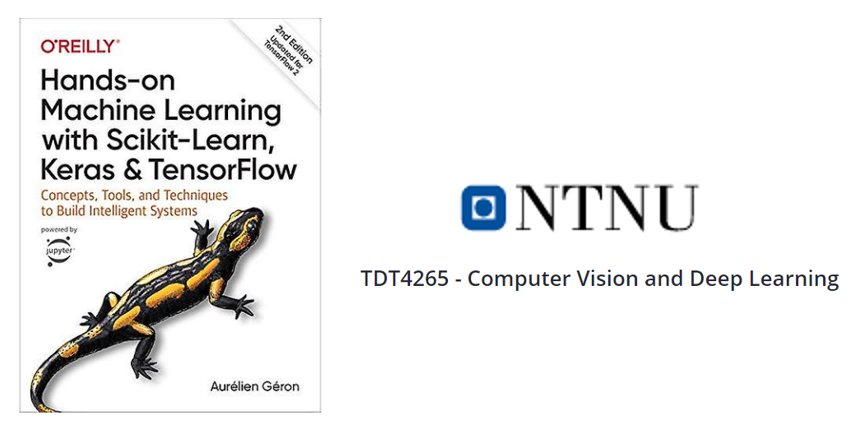 O'REILLY®
2nd Edition
Updated for
TensorFlow 2
Hands-on
Machine Learning
with Scikit-Learn,
Keras & TensorFlow
Concepts, Tools, and Techniques
to Build Intelligent Systems
powered by
jupyter
Aurélien Géron
NTNU
TDT4265 - Computer Vision and Deep Learning